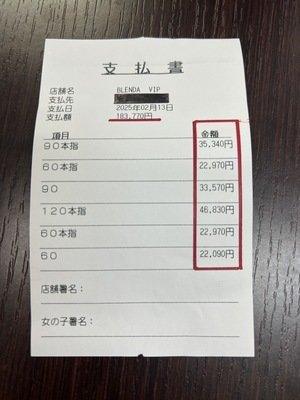 支払書
店舗名 BLENDA VIP
支払先
支払日 2025年02月13日
支払額 183,770円
項目 金額
90本指 35,340円
60本指 22,970円
90 33,570円
120本指 46,830円
60本指 22,970円
60 22,090円
店舗署名：
女の子署名：